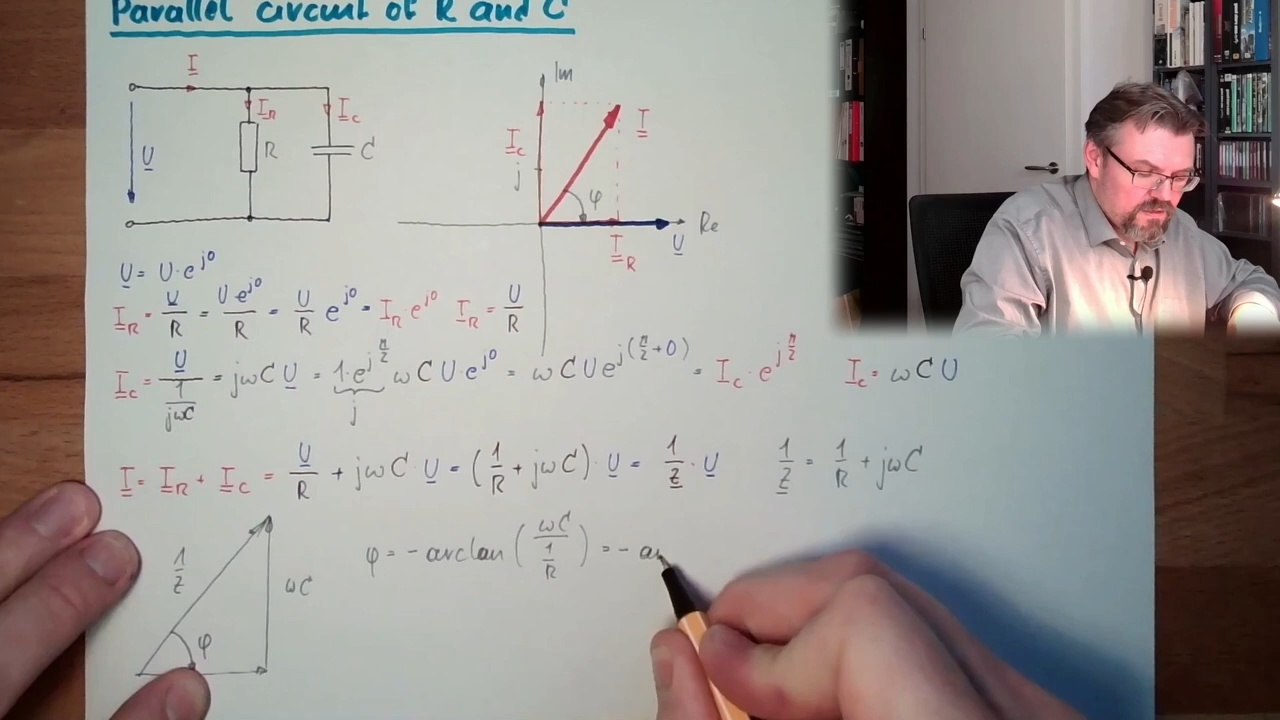 Parallel circuit of R and C
I
I_R
I_C
U
R
C
Im
I
I_C
j
φ
Re
I_R
U
U = U·e^{j0}
I_R = U/R = U e^{j0}/R = U/R e^{j0} = I_R e^{j0}   I_R = U/R
I_C = U/(1/jωC) = jωC U = 1·e^{jπ/2} ωC U·e^{j0} = ωC U e^{j(π/2+0)} = I_C·e^{jπ/2}   I_C = ωC U
j
I = I_R + I_C = U/R + jωC·U = (1/R + jωC)·U = 1/Z·U   1/Z = 1/R + jωC
1/Z
ωC
φ
φ = - arctan (ωC/(1/R)) = - ar